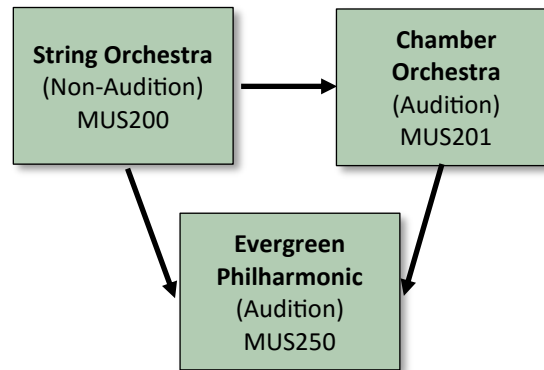 String Orchestra
(Non-Audition)
MUS200
Chamber
Orchestra
(Audition)
MUS201
Evergreen
Philharmonic
(Audition)
MUS250